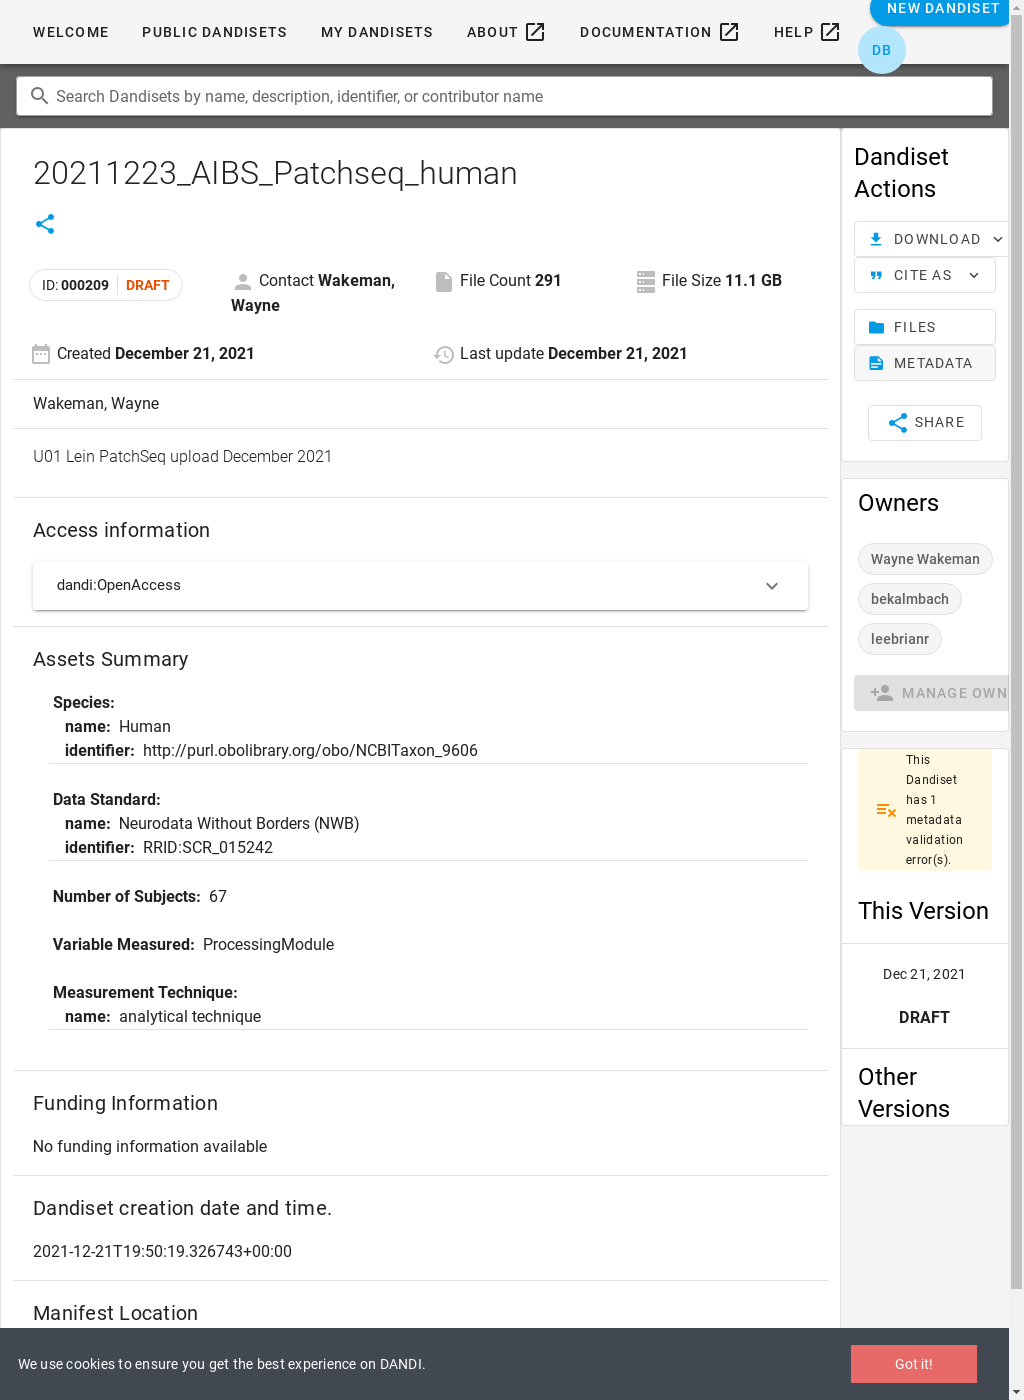 WELCOME PUBLIC DANDISETS MY DANDISETS ABOUT DOCUMENTATION HELP NEW DANDISET
DB
Search Dandisets by name, description, identifier, or contributor name
20211223_AIBS_Patchseq_human
ID: 000209 DRAFT
Contact Wakeman,
Wayne
File Count 291
File Size 11.1 GB
Created December 21, 2021
Last update December 21, 2021
Wakeman, Wayne
U01 Lein PatchSeq upload December 2021
Access information
dandi:OpenAccess
Assets Summary
Species:
name: Human
identifier: http://purl.obolibrary.org/obo/NCBITaxon_9606
Data Standard:
name: Neurodata Without Borders (NWB)
identifier: RRID:SCR_015242
Number of Subjects: 67
Variable Measured: ProcessingModule
Measurement Technique:
name: analytical technique
Funding Information
No funding information available
Dandiset creation date and time.
2021-12-21T19:50:19.326743+00:00
Manifest Location
Dandiset
Actions
DOWNLOAD
CITE AS
FILES
METADATA
SHARE
Owners
Wayne Wakeman
bekalmbach
leebrianr
MANAGE OWN
This
Dandiset
has 1
metadata
validation
error(s).
This Version
Dec 21, 2021
DRAFT
Other
Versions
We use cookies to ensure you get the best experience on DANDI.
Got it!